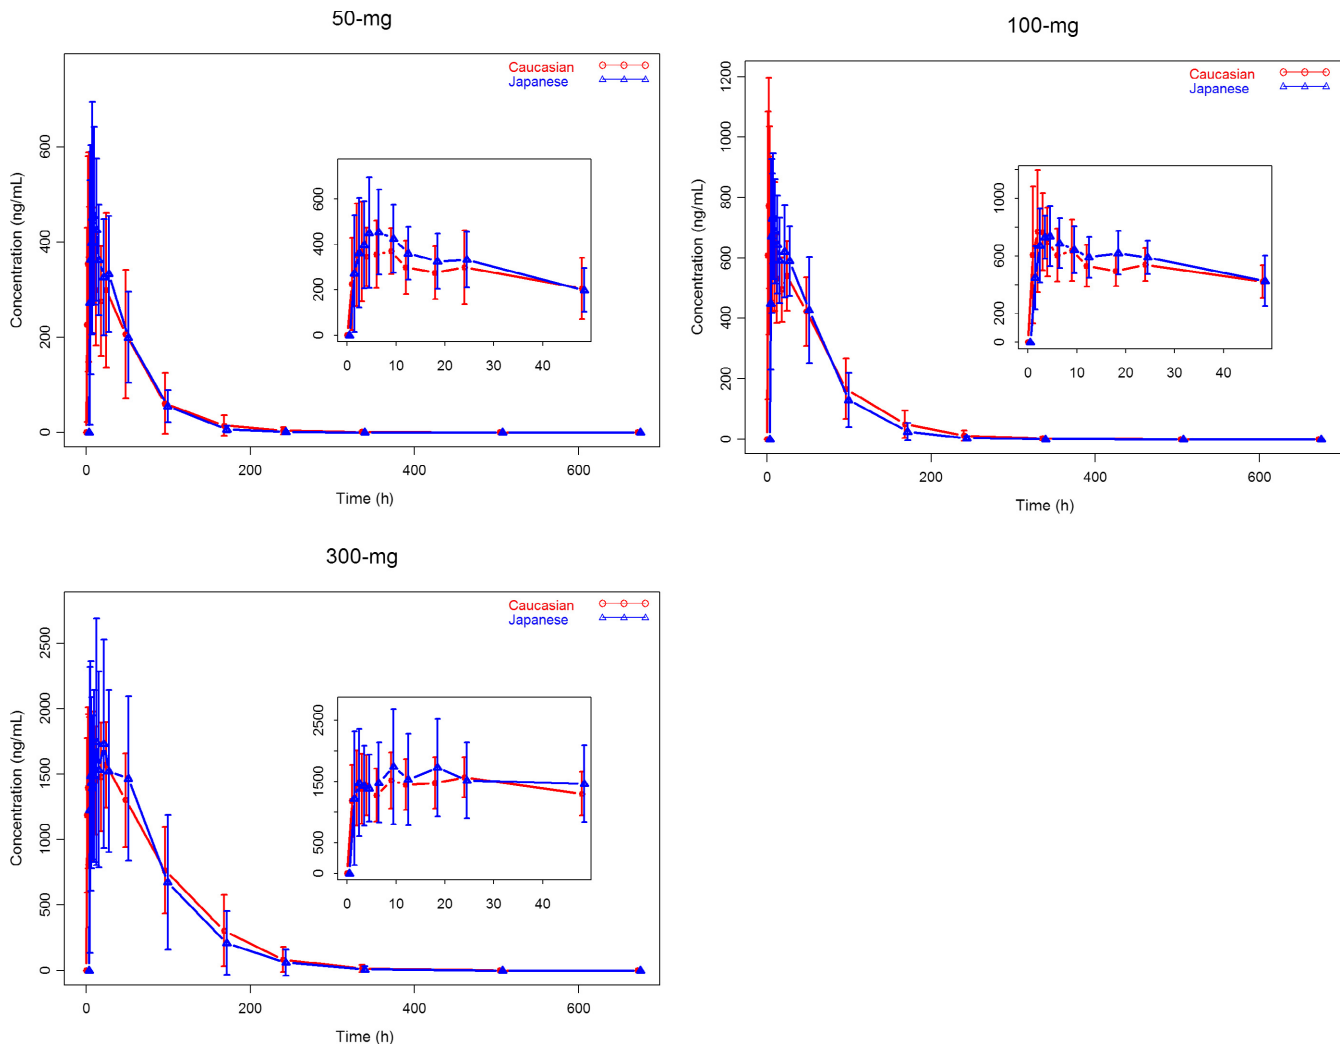 50-mg
Caucasian
Japanese
Concentration (ng/mL)
0 200 400 600
0 200 400 600
0 10 20 30 40
0 200 400 600
Time (h)
100-mg
Caucasian
Japanese
Concentration (ng/mL)
0 200 400 600 800 1000 1200
0 200 400 600 1000
0 10 20 30 40
0 200 400 600
Time (h)
300-mg
Caucasian
Japanese
Concentration (ng/mL)
0 500 1000 1500 2000 2500
0 500 1500 2500
0 10 20 30 40
0 200 400 600
Time (h)